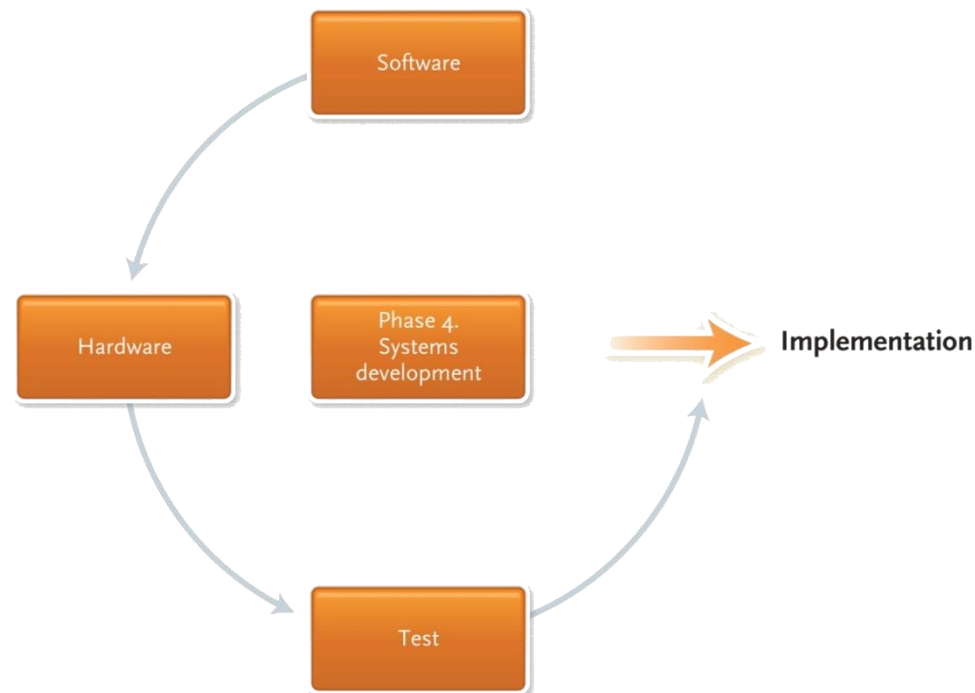 Software
Hardware
Phase 4.
Systems
development
Implementation
Test